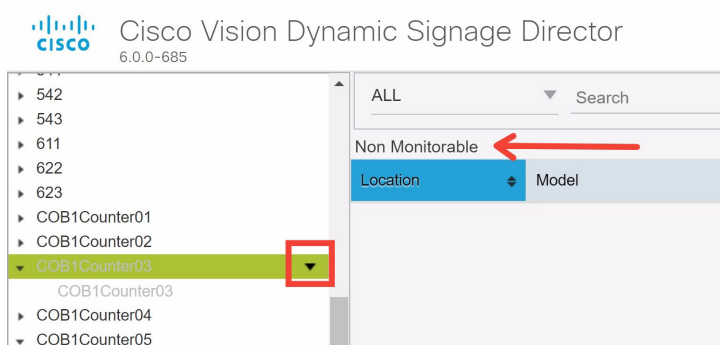 CISCO
Cisco Vision Dynamic Signage Director
6.0.0-685
542
543
611
622
623
COB1Counter01
COB1Counter02
COB1Counter03
COB1Counter03
COB1Counter04
COB1Counter05
ALL
Search
Non Monitorable
Location
Model